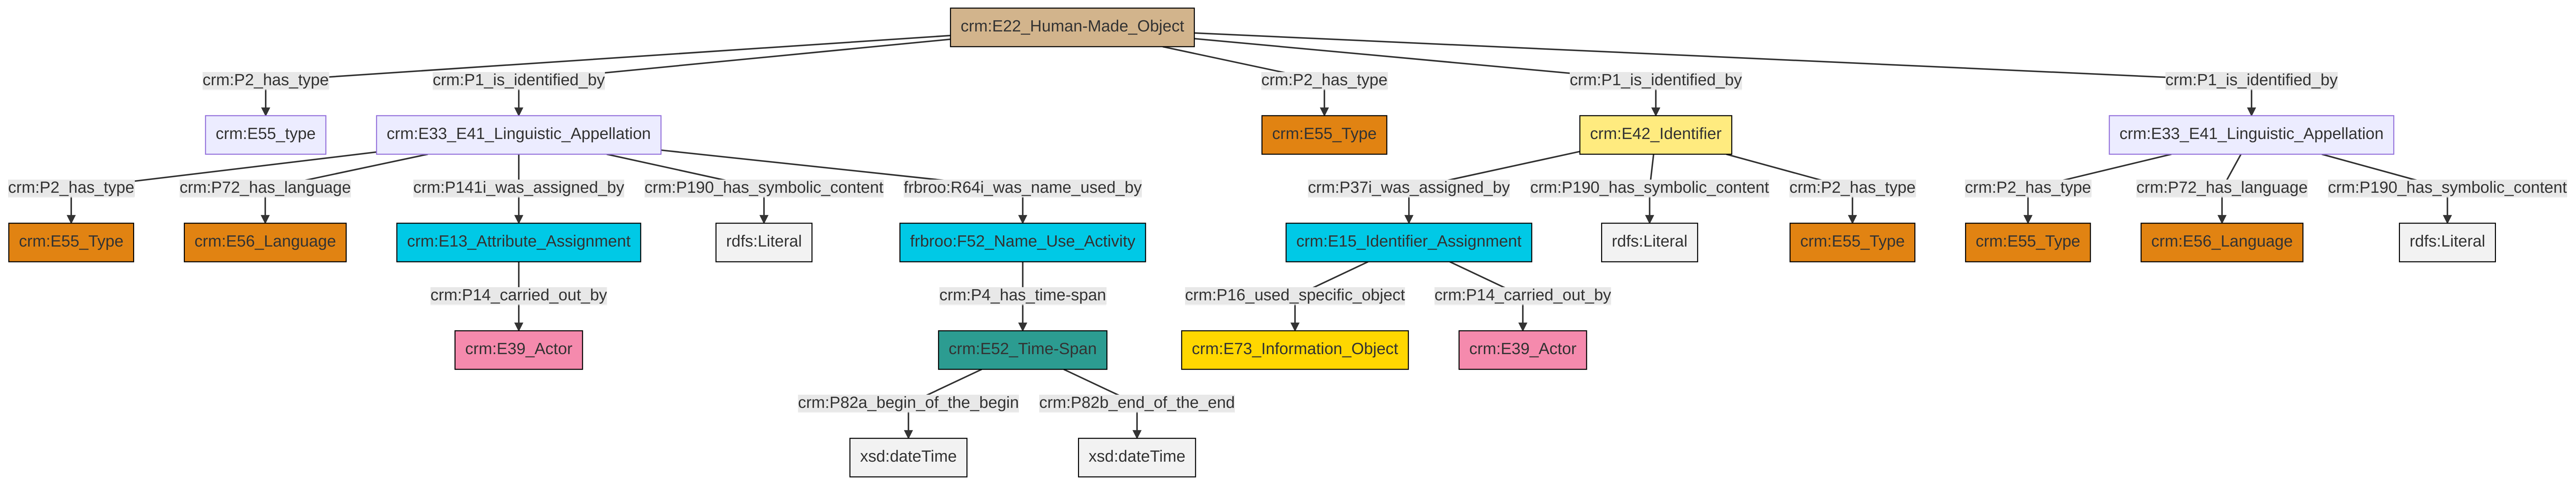 crm:E22_Human-Made_Object
crm:P2_has_type
crm:P1_is_identified_by
crm:P2_has_type
crm:P1_is_identified_by
crm:P1_is_identified_by
crm:E55_type
crm:E33_E41_Linguistic_Appellation
crm:E55_Type
crm:E42_Identifier
crm:E33_E41_Linguistic_Appellation
crm:P2_has_type
crm:P72_has_language
crm:P141i_was_assigned_by
crm:P190_has_symbolic_content
frbroo:R64i_was_name_used_by
crm:P37i_was_assigned_by
crm:P190_has_symbolic_content
crm:P2_has_type
crm:P2_has_type
crm:P72_has_language
crm:P190_has_symbolic_content
crm:E55_Type
crm:E56_Language
crm:E13_Attribute_Assignment
rdfs:Literal
frbroo:F52_Name_Use_Activity
crm:E15_Identifier_Assignment
rdfs:Literal
crm:E55_Type
crm:E55_Type
crm:E56_Language
rdfs:Literal
crm:P14_carried_out_by
crm:P4_has_time-span
crm:P16_used_specific_object
crm:P14_carried_out_by
crm:E39_Actor
crm:E52_Time-Span
crm:E73_Information_Object
crm:E39_Actor
crm:P82a_begin_of_the_begin
crm:P82b_end_of_the_end
xsd:dateTime
xsd:dateTime